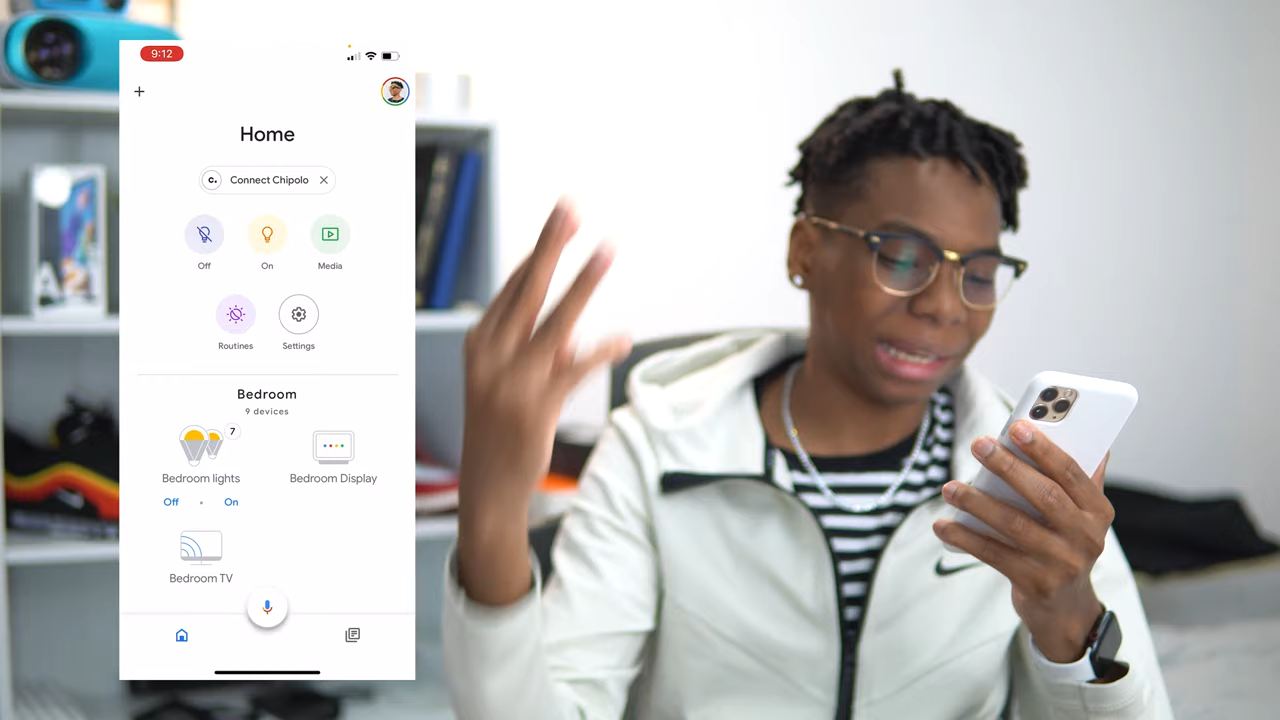 9:12
Home
c. Connect Chipolo
Off
On
Media
Routines
Settings
Bedroom
9 devices
7
Bedroom lights
Bedroom Display
Off • On
Bedroom TV